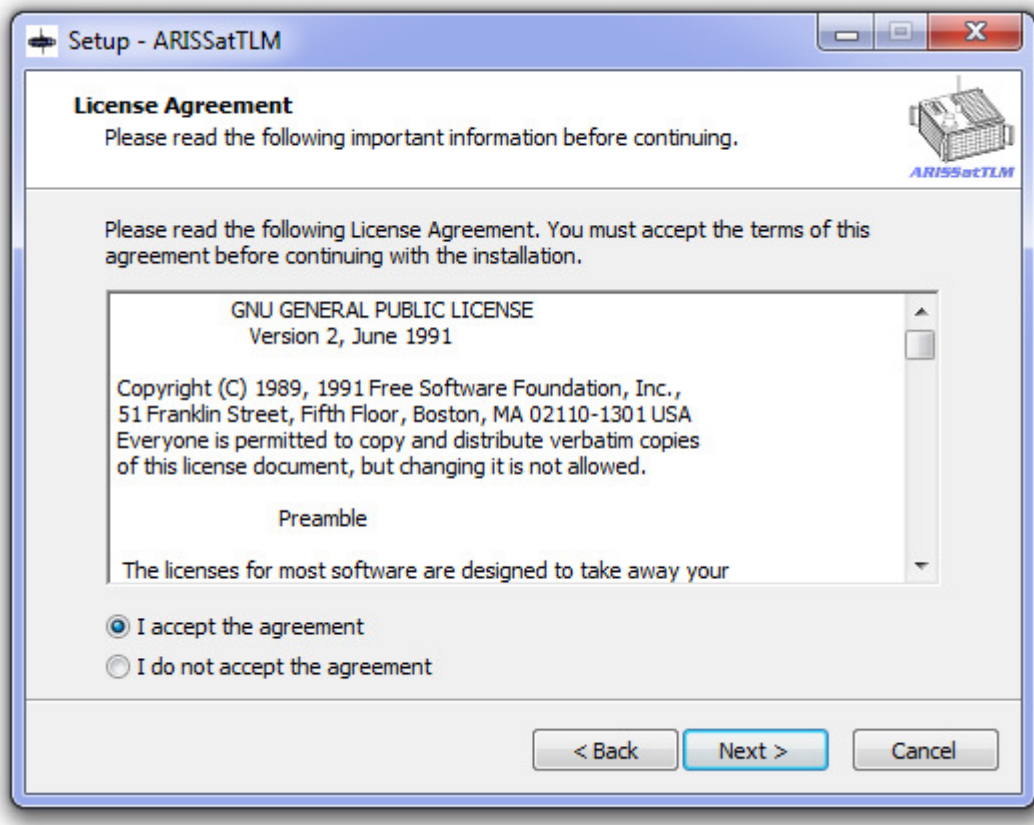 Setup - ARISSatTLM
License Agreement
Please read the following important information before continuing.
ARISSatTLM
Please read the following License Agreement. You must accept the terms of this
agreement before continuing with the installation.
GNU GENERAL PUBLIC LICENSE
Version 2, June 1991
Copyright (C) 1989, 1991 Free Software Foundation, Inc.,
51 Franklin Street, Fifth Floor, Boston, MA 02110-1301 USA
Everyone is permitted to copy and distribute verbatim copies
of this license document, but changing it is not allowed.
Preamble
The licenses for most software are designed to take away your
I accept the agreement
I do not accept the agreement
< Back Next > Cancel